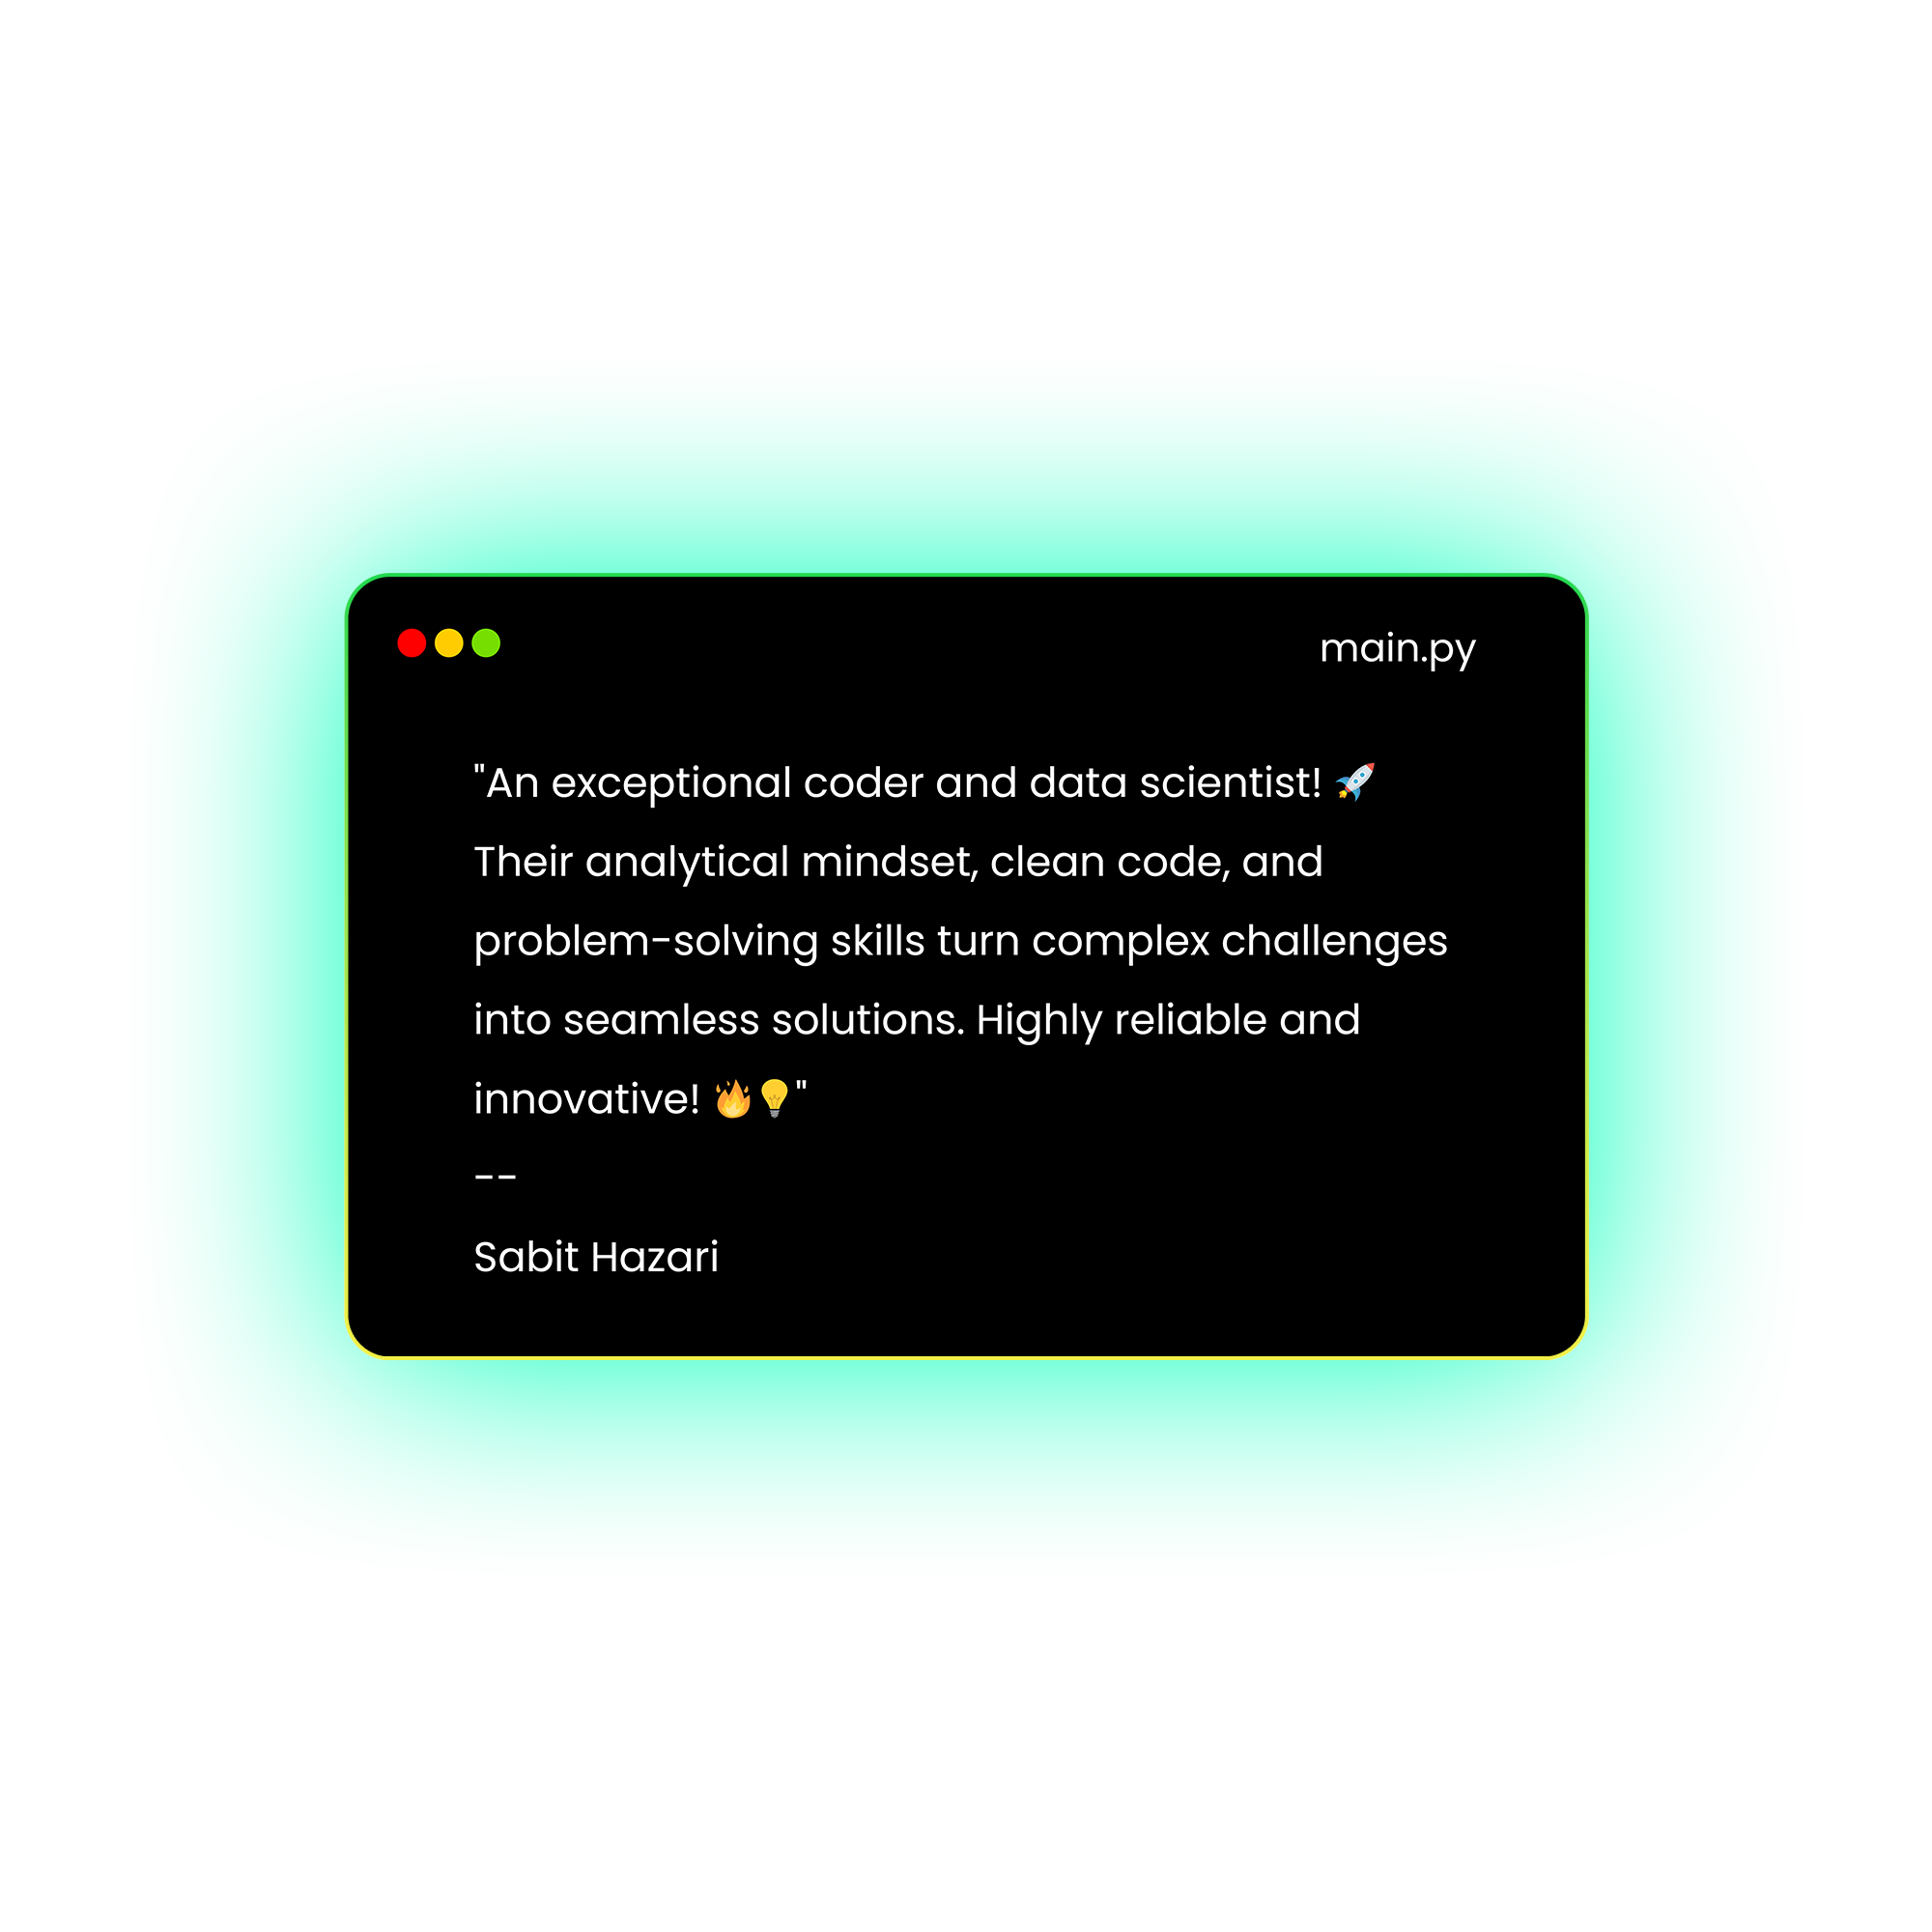 main.py
"An exceptional coder and data scientist! 🚀
Their analytical mindset, clean code, and
problem-solving skills turn complex challenges
into seamless solutions. Highly reliable and
innovative! 🔥💡"
--
Sabit Hazari